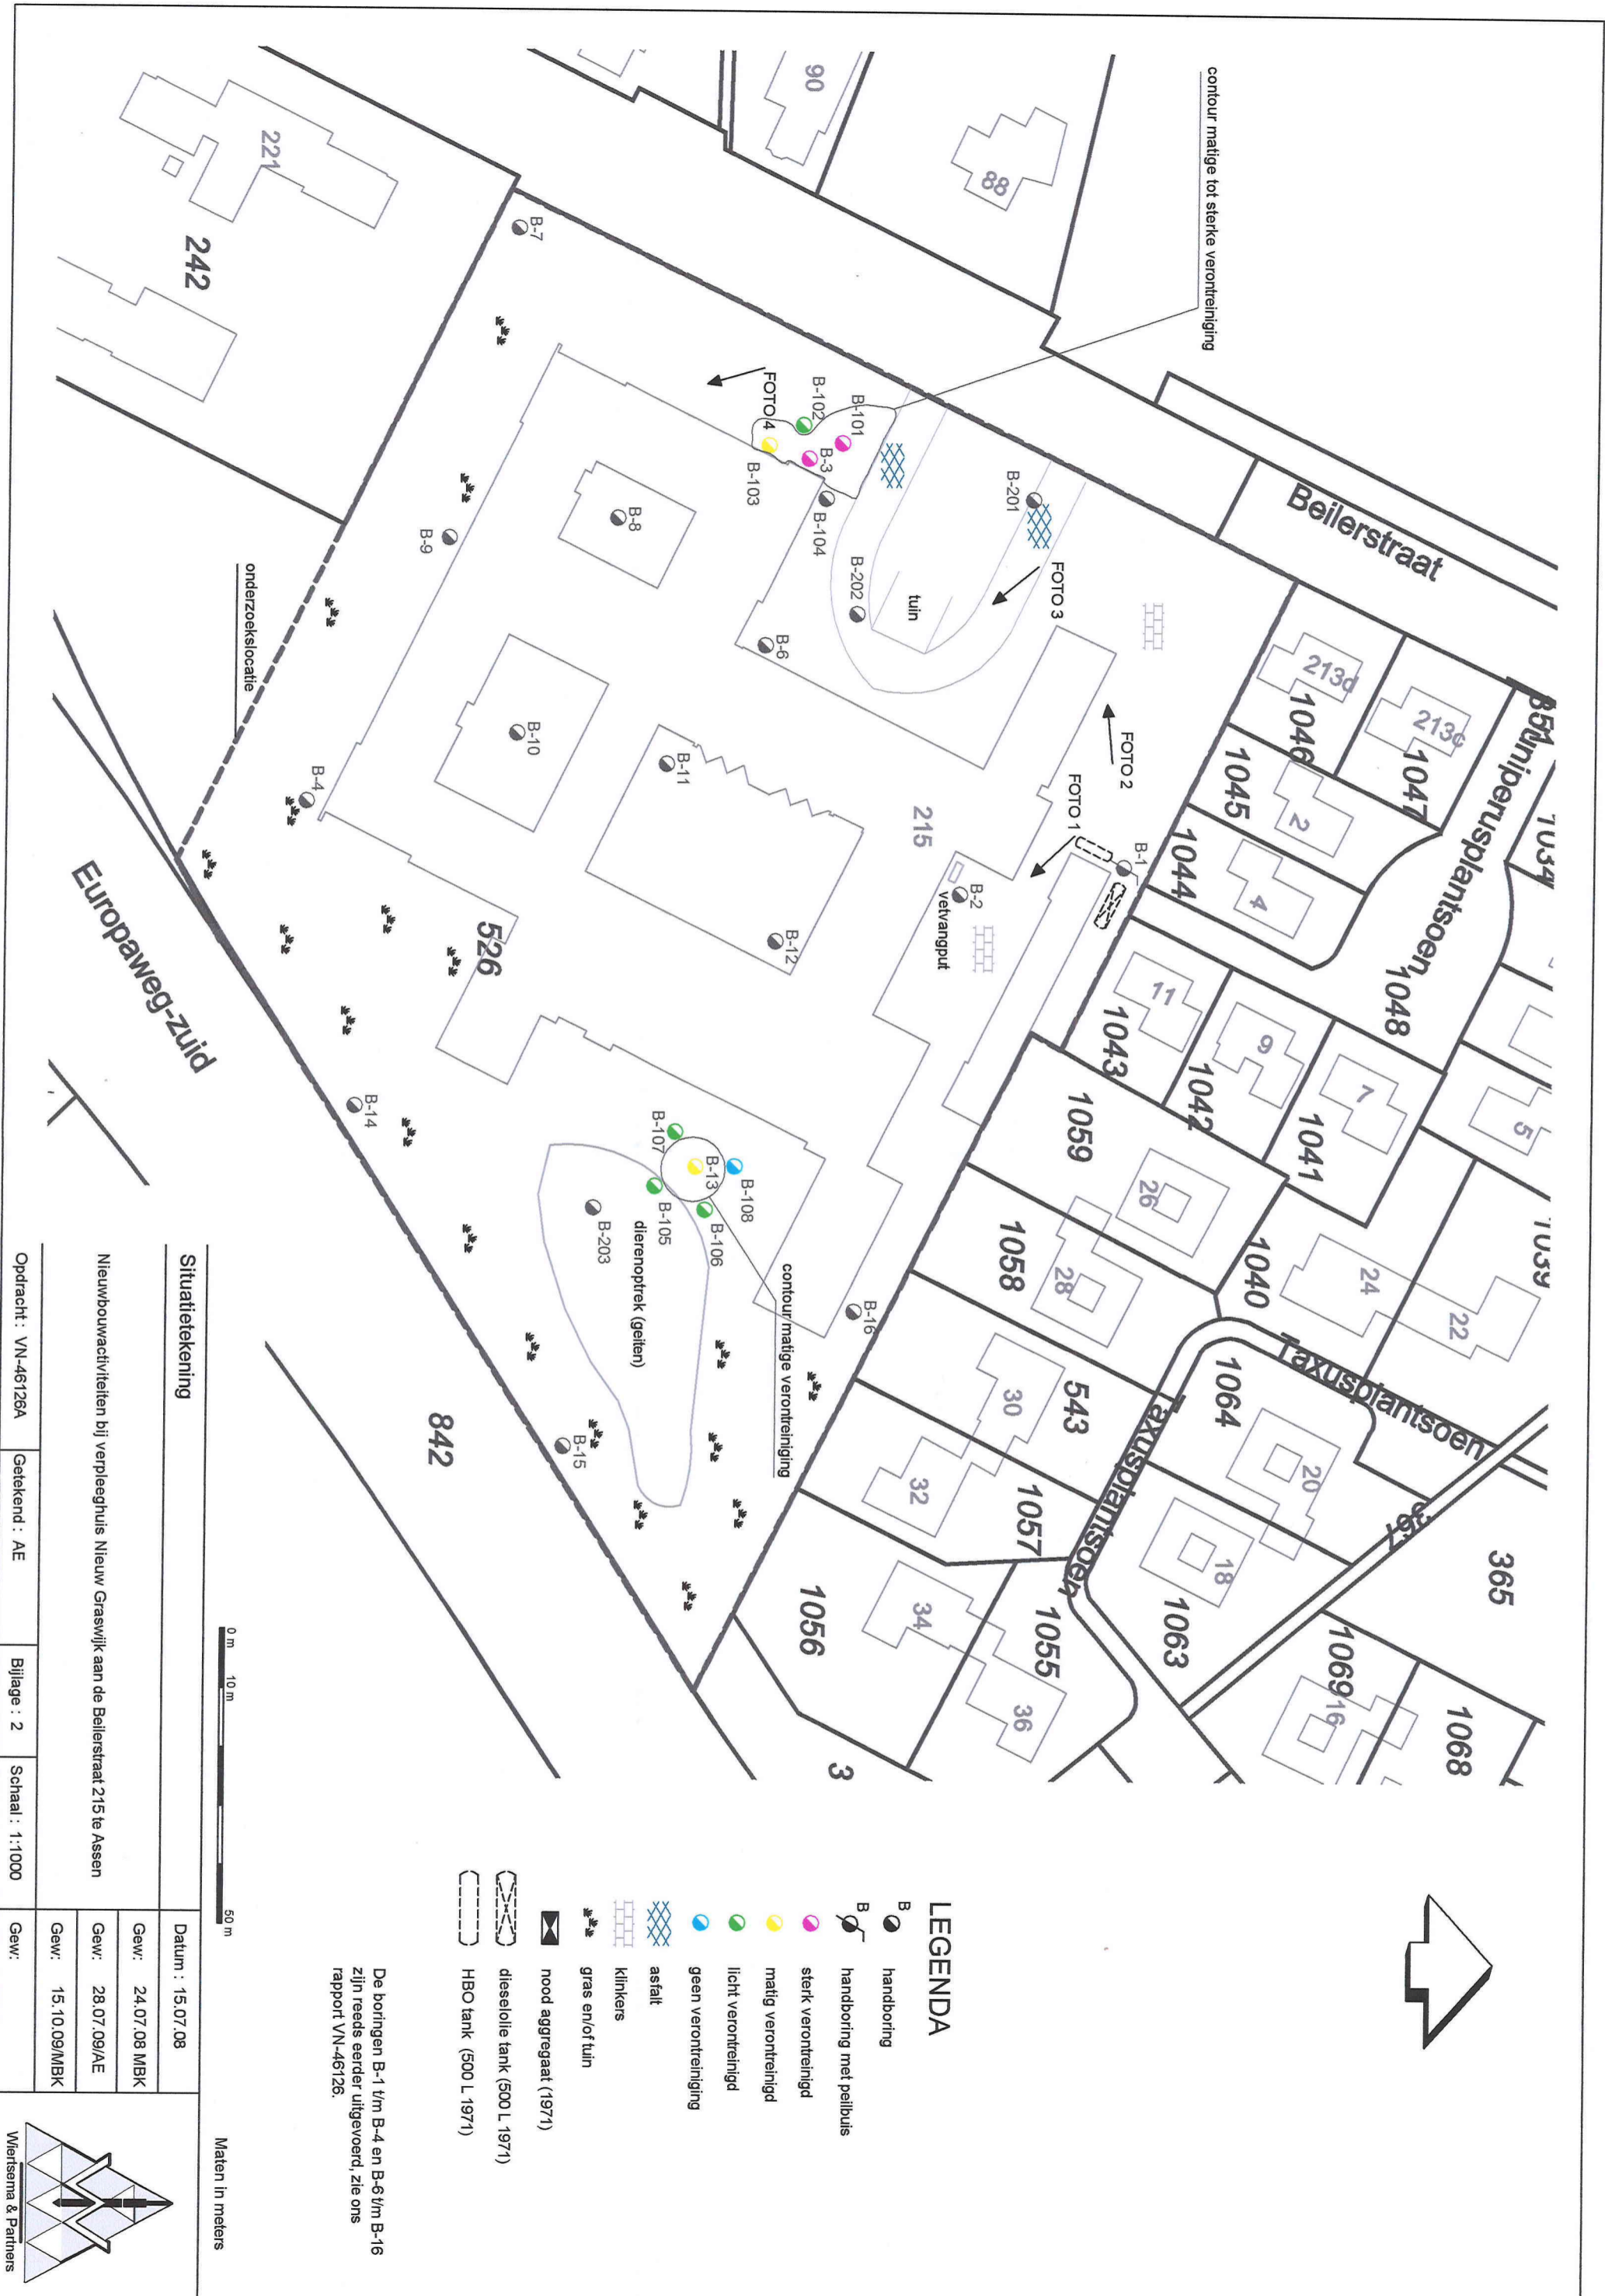 contour matige tot sterke verontreiniging
90
88
221
242
Beilerstraat
Juniperusplantsoen
Taxusplantsoen
Taxusplantsoen
Europaweg-zuid
213d
1046
213c
1047
1045
2
1044
4
1048
11
1043
9
1042
7
1041
5
1059
26
1058
28
1040
24
22
1039
1034
1064
20
18
1063
367
365
1069
16
1068
543
30
32
1057
1056
34
1055
36
3
842
526
215
B-7
B-102
B-101
B-3
FOTO 4
B-103
B-104
B-201
B-202
tuin
FOTO 3
B-6
B-8
B-9
B-10
B-11
B-12
B-4
onderzoekslocatie
FOTO 2
FOTO 1
B-1
B-2
vetvangput
B-14
B-107
B-13
B-108
B-105
B-106
B-203
dierenoptrek (geiten)
contour matige verontreiniging
B-16
B-15
LEGENDA
B
handboring
B
handboring met peilbuis
sterk verontreinigd
matig verontreinigd
licht verontreinigd
geen verontreiniging
asfalt
klinkers
gras en/of tuin
nood aggregaat (1971)
dieselolie tank (500 L 1971)
HBO tank (500 L 1971)
De boringen B-1 t/m B-4 en B-6 t/m B-16
zijn reeds eerder uitgevoerd, zie ons
rapport VN-46126.
0 m 10 m 50 m
Maten in meters
Situatietekening
Nieuwbouwactiviteiten bij verpleeghuis Nieuw Graswijk aan de Beilerstraat 215 te Assen
Opdracht : VN-46126A
Getekend : AE
Bijlage : 2
Schaal : 1:1000
Datum : 15.07.08
Gew: 24.07.08 MBK
Gew: 28.07.09/AE
Gew: 15.10.09/MBK
Gew:
Wiertsema & Partners